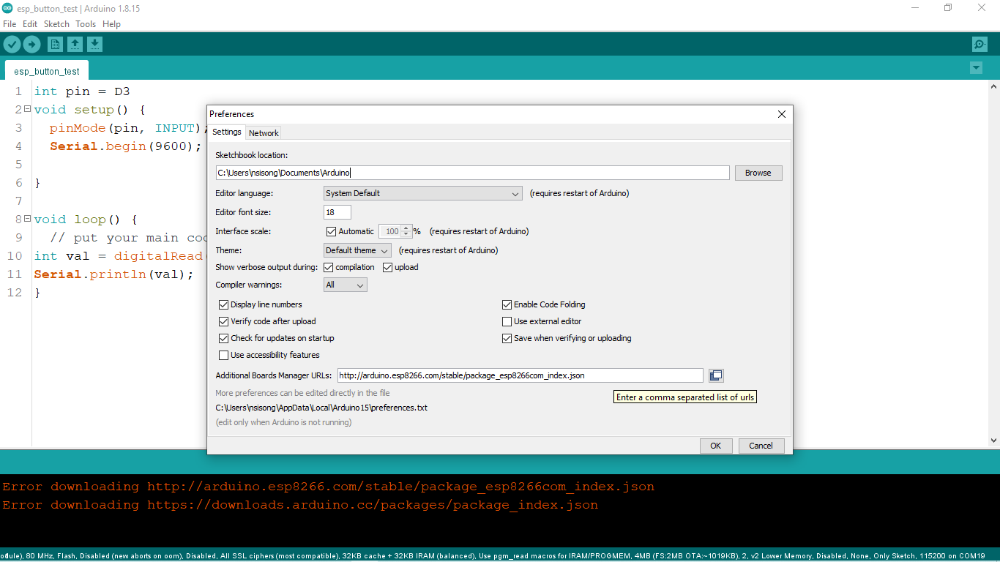 esp_button_test | Arduino 1.8.15
File Edit Sketch Tools Help
esp_button_test
1 int pin = D3
2 void setup() {
3 pinMode(pin, INPUT);
4 Serial.begin(9600);
5
6 }
7
8 void loop() {
9 // put your main
10 int val = digitalRead
11 Serial.println(val);
12 }
Preferences
Settings Network
Sketchbook location:
C:\Users\nsisong\Documents\Arduino
Browse
Editor language: System Default (requires restart of Arduino)
Editor font size: 18
Interface scale: Automatic 100 % (requires restart of Arduino)
Theme: Default theme (requires restart of Arduino)
Show verbose output during: compilation upload
Compiler warnings: All
Display line numbers Enable Code Folding
Verify code after upload Use external editor
Check for updates on startup Save when verifying or uploading
Use accessibility features
Additional Boards Manager URLs: http://arduino.esp8266.com/stable/package_esp8266com_index.json
More preferences can be edited directly in the file
Enter a comma separated list of urls
C:\Users\nsisong\AppData\Local\Arduino15\preferences.txt
(edit only when Arduino is not running)
OK Cancel
Error downloading http://arduino.esp8266.com/stable/package_esp8266com_index.json
Error downloading https://downloads.arduino.cc/packages/package_index.json
odule), 80 MHz, Flash, Disabled (new aborts on oom), Disabled, All SSL ciphers (most compatible), 32KB cache + 32KB IRAM (balanced), Use pgm_read macros for IRAM/PROGMEM, 4MB (FS:2MB OTA:~1019KB), 2, v2 Lower Memory, Disabled, None, Only Sketch, 115200 on COM19